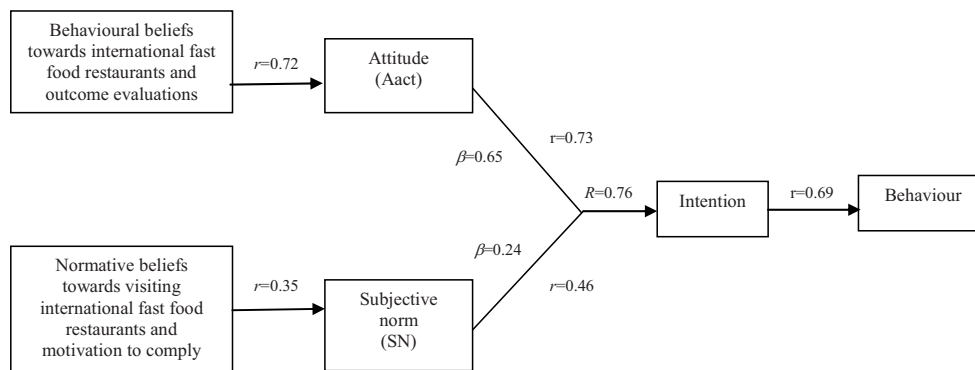 Behavioural beliefs
towards international fast
food restaurants and
outcome evaluations
r=0.72
Attitude
(Aact)
r=0.73
β=0.65
R=0.76
Intention
r=0.69
Behaviour
β=0.24
r=0.46
Normative beliefs
towards visiting
international fast food
restaurants and
motivation to comply
r=0.35
Subjective
norm
(SN)